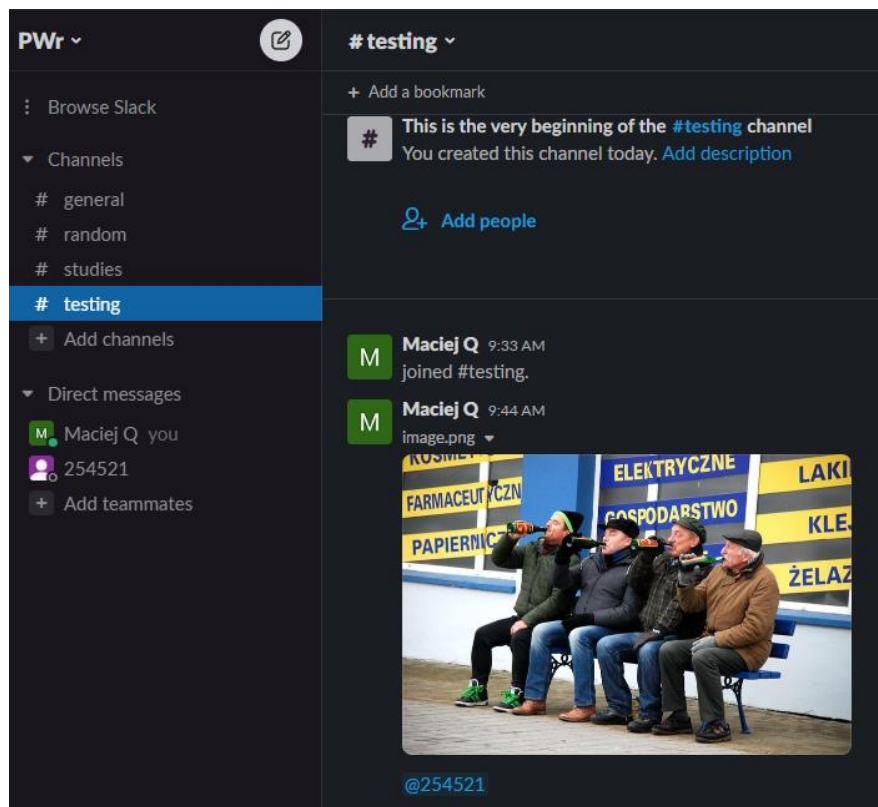 PWr
Browse Slack
Channels
# general
# random
# studies
# testing
+ Add channels
Direct messages
M Maciej Q you
254521
+ Add teammates
# testing
+ Add a bookmark
# This is the very beginning of the #testing channel
You created this channel today. Add description
Add people
M Maciej Q 9:33 AM
joined #testing.
M Maciej Q 9:44 AM
image.png
KOSME
FARMACEUTYCZN
PAPIERNICZ
ELEKTRYCZNE
GOSPODARSTWO
LAKI
KLE
ŻELAZ
@254521